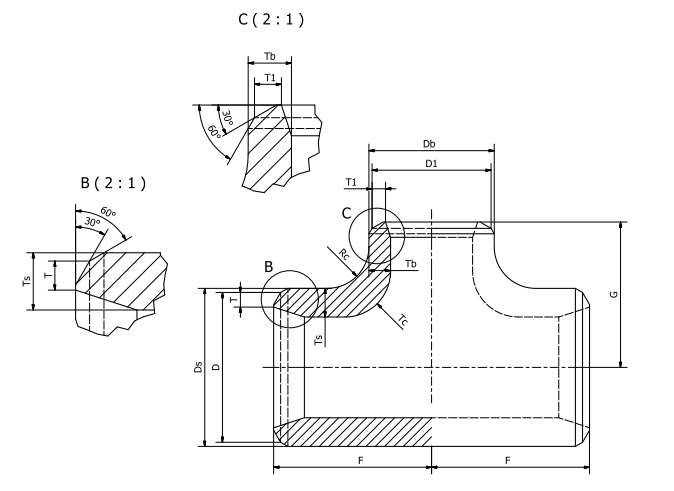 C ( 2 : 1 )
Tb
T1
30°
60°
B ( 2 : 1 )
60°
30°
Ts
T
Db
D1
T1
C
Rc
Tb
B
T
Ts
Tc
G
Ds
D
F
F